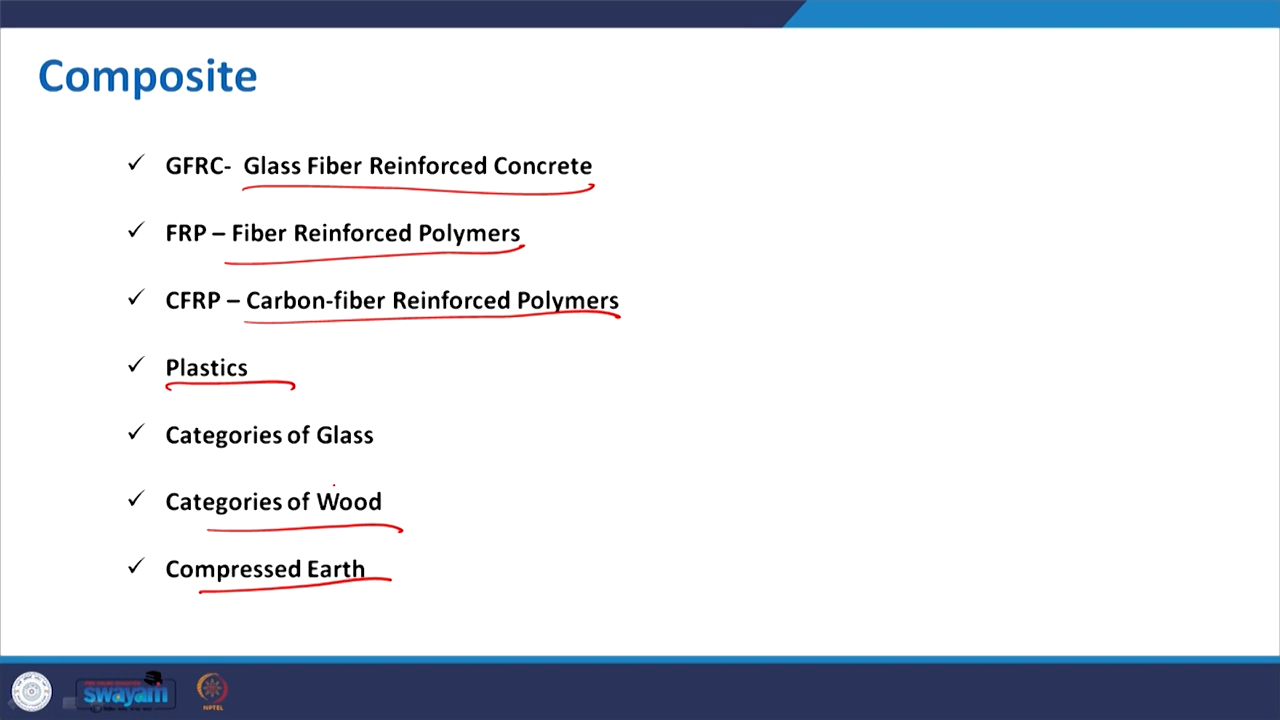 Composite
✓ GFRC- Glass Fiber Reinforced Concrete
✓ FRP – Fiber Reinforced Polymers
✓ CFRP – Carbon-fiber Reinforced Polymers
✓ Plastics
✓ Categories of Glass
✓ Categories of Wood
✓ Compressed Earth
swayam
NPTEL